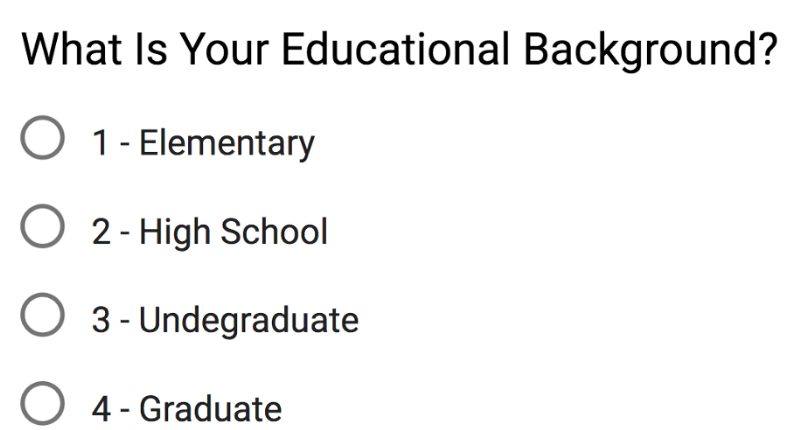 What Is Your Educational Background?
1 - Elementary
2 - High School
3 - Undegraduate
4 - Graduate